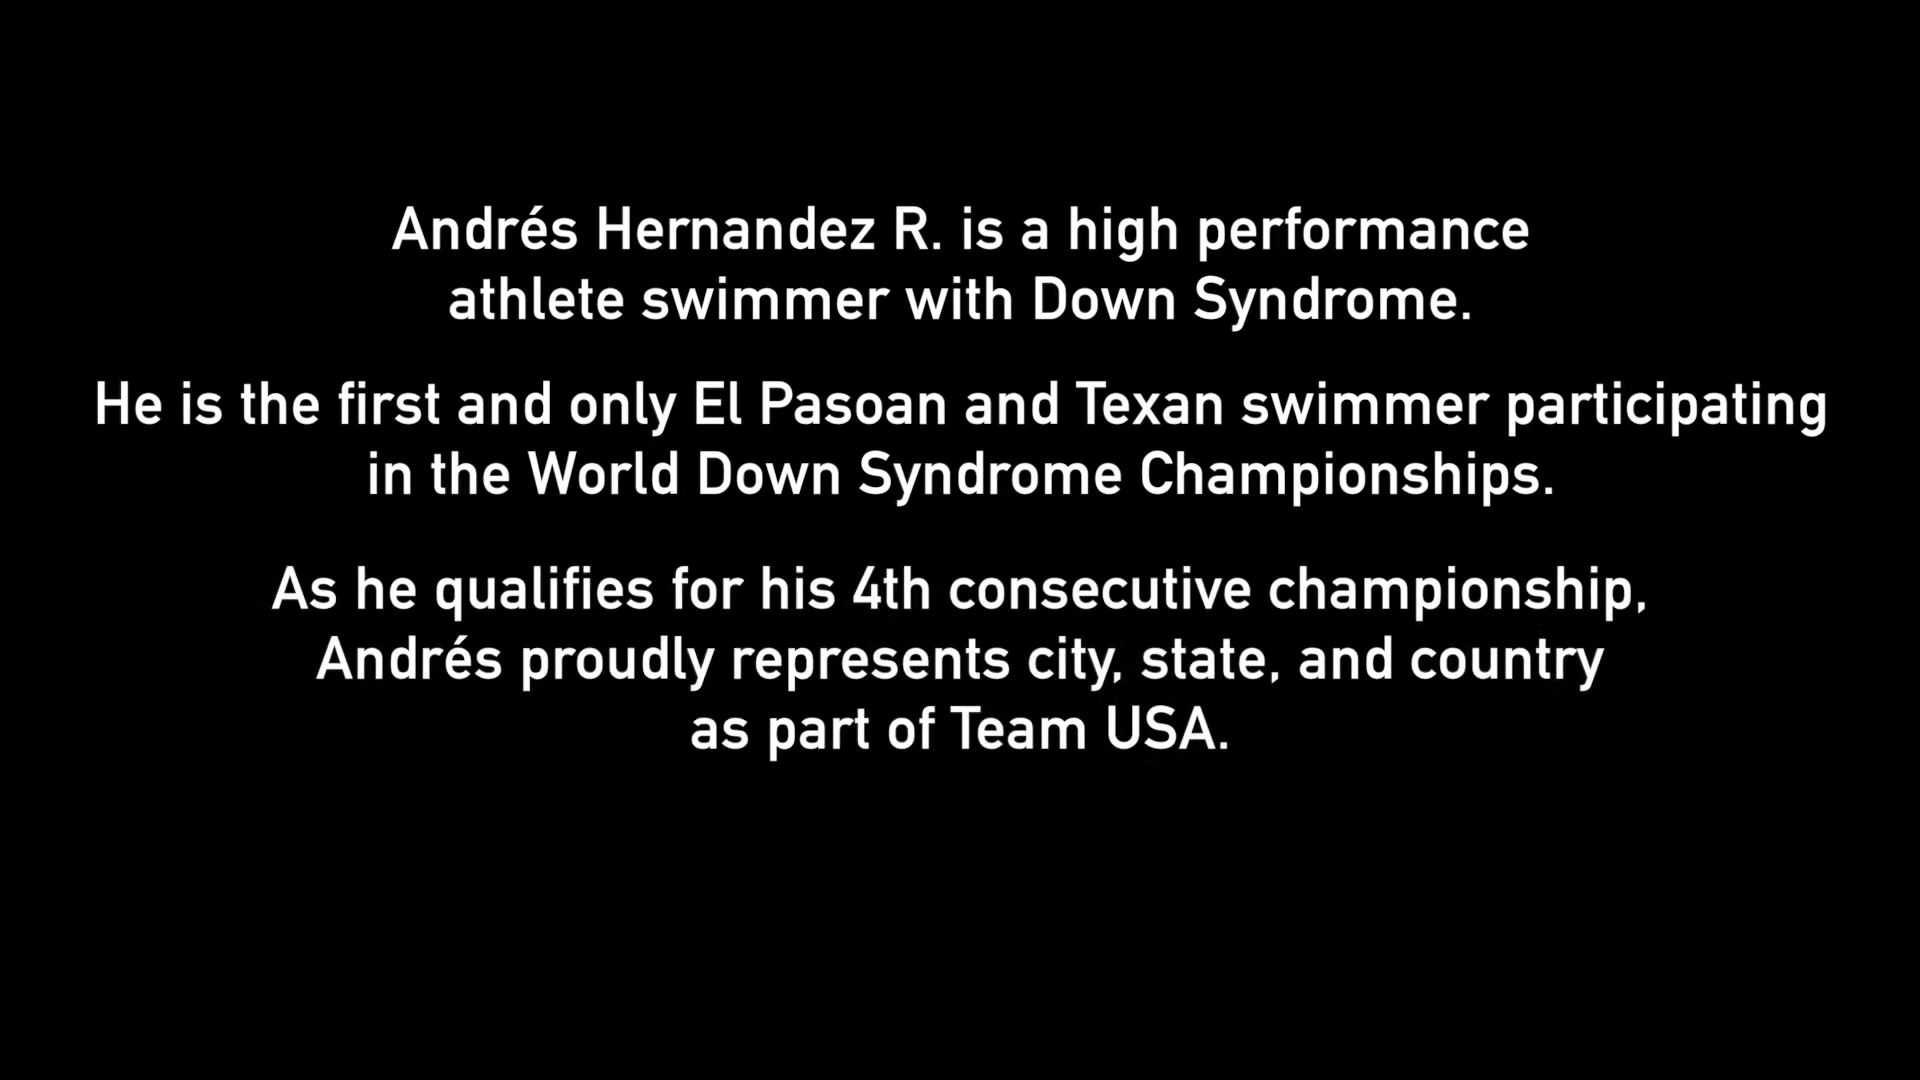 Andrés Hernandez R. is a high performance
athlete swimmer with Down Syndrome.
He is the first and only El Pasoan and Texan swimmer participating
in the World Down Syndrome Championships.
As he qualifies for his 4th consecutive championship,
Andrés proudly represents city, state, and country
as part of Team USA.